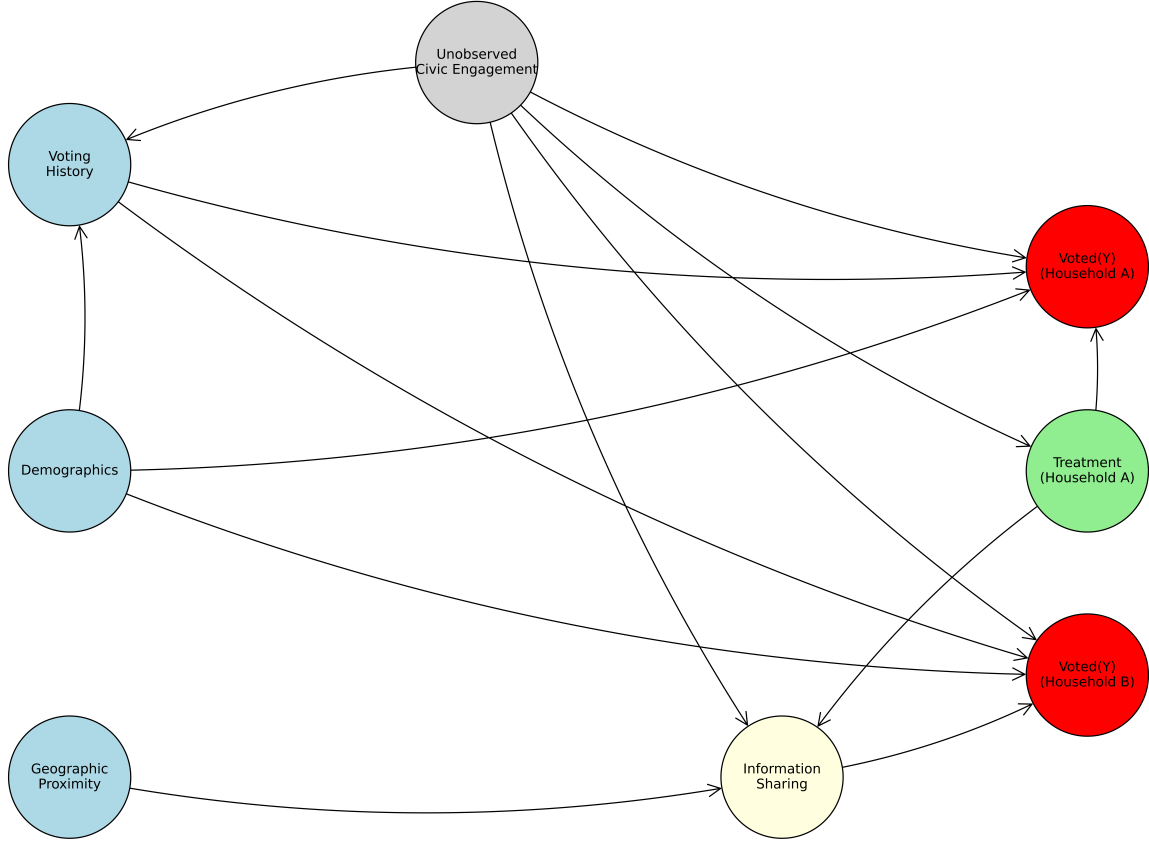 Unobserved
Civic Engagement
Voting
History
Voted(Y)
(Household A)
Demographics
Treatment
(Household A)
Voted(Y)
(Household B)
Geographic
Proximity
Information
Sharing